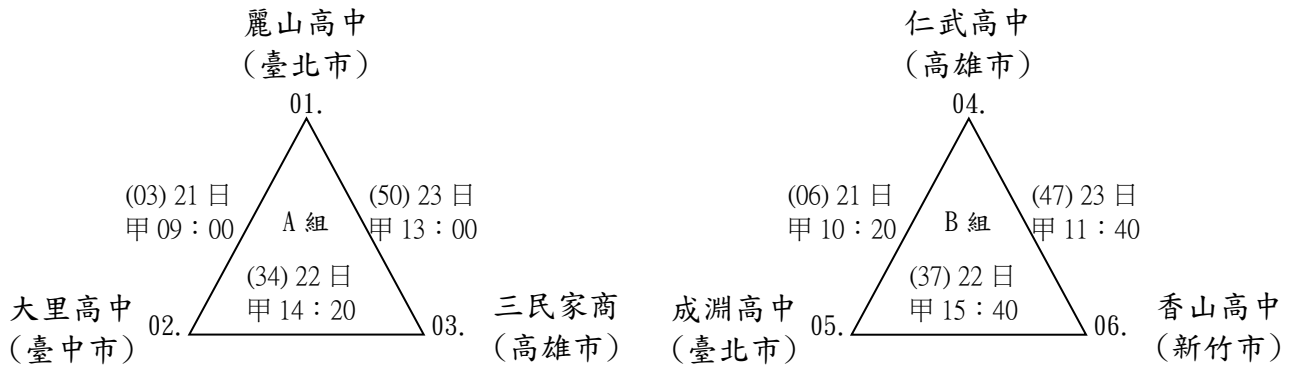 麗山高中
(臺北市)
01.
(03) 21 日
甲 09：00
(50) 23 日
甲 13：00
A 組
(34) 22 日
甲 14：20
大里高中
(臺中市)
02.
03.
三民家商
(高雄市)
仁武高中
(高雄市)
04.
(06) 21 日
甲 10：20
(47) 23 日
甲 11：40
B 組
(37) 22 日
甲 15：40
成淵高中
(臺北市)
05.
06.
香山高中
(新竹市)